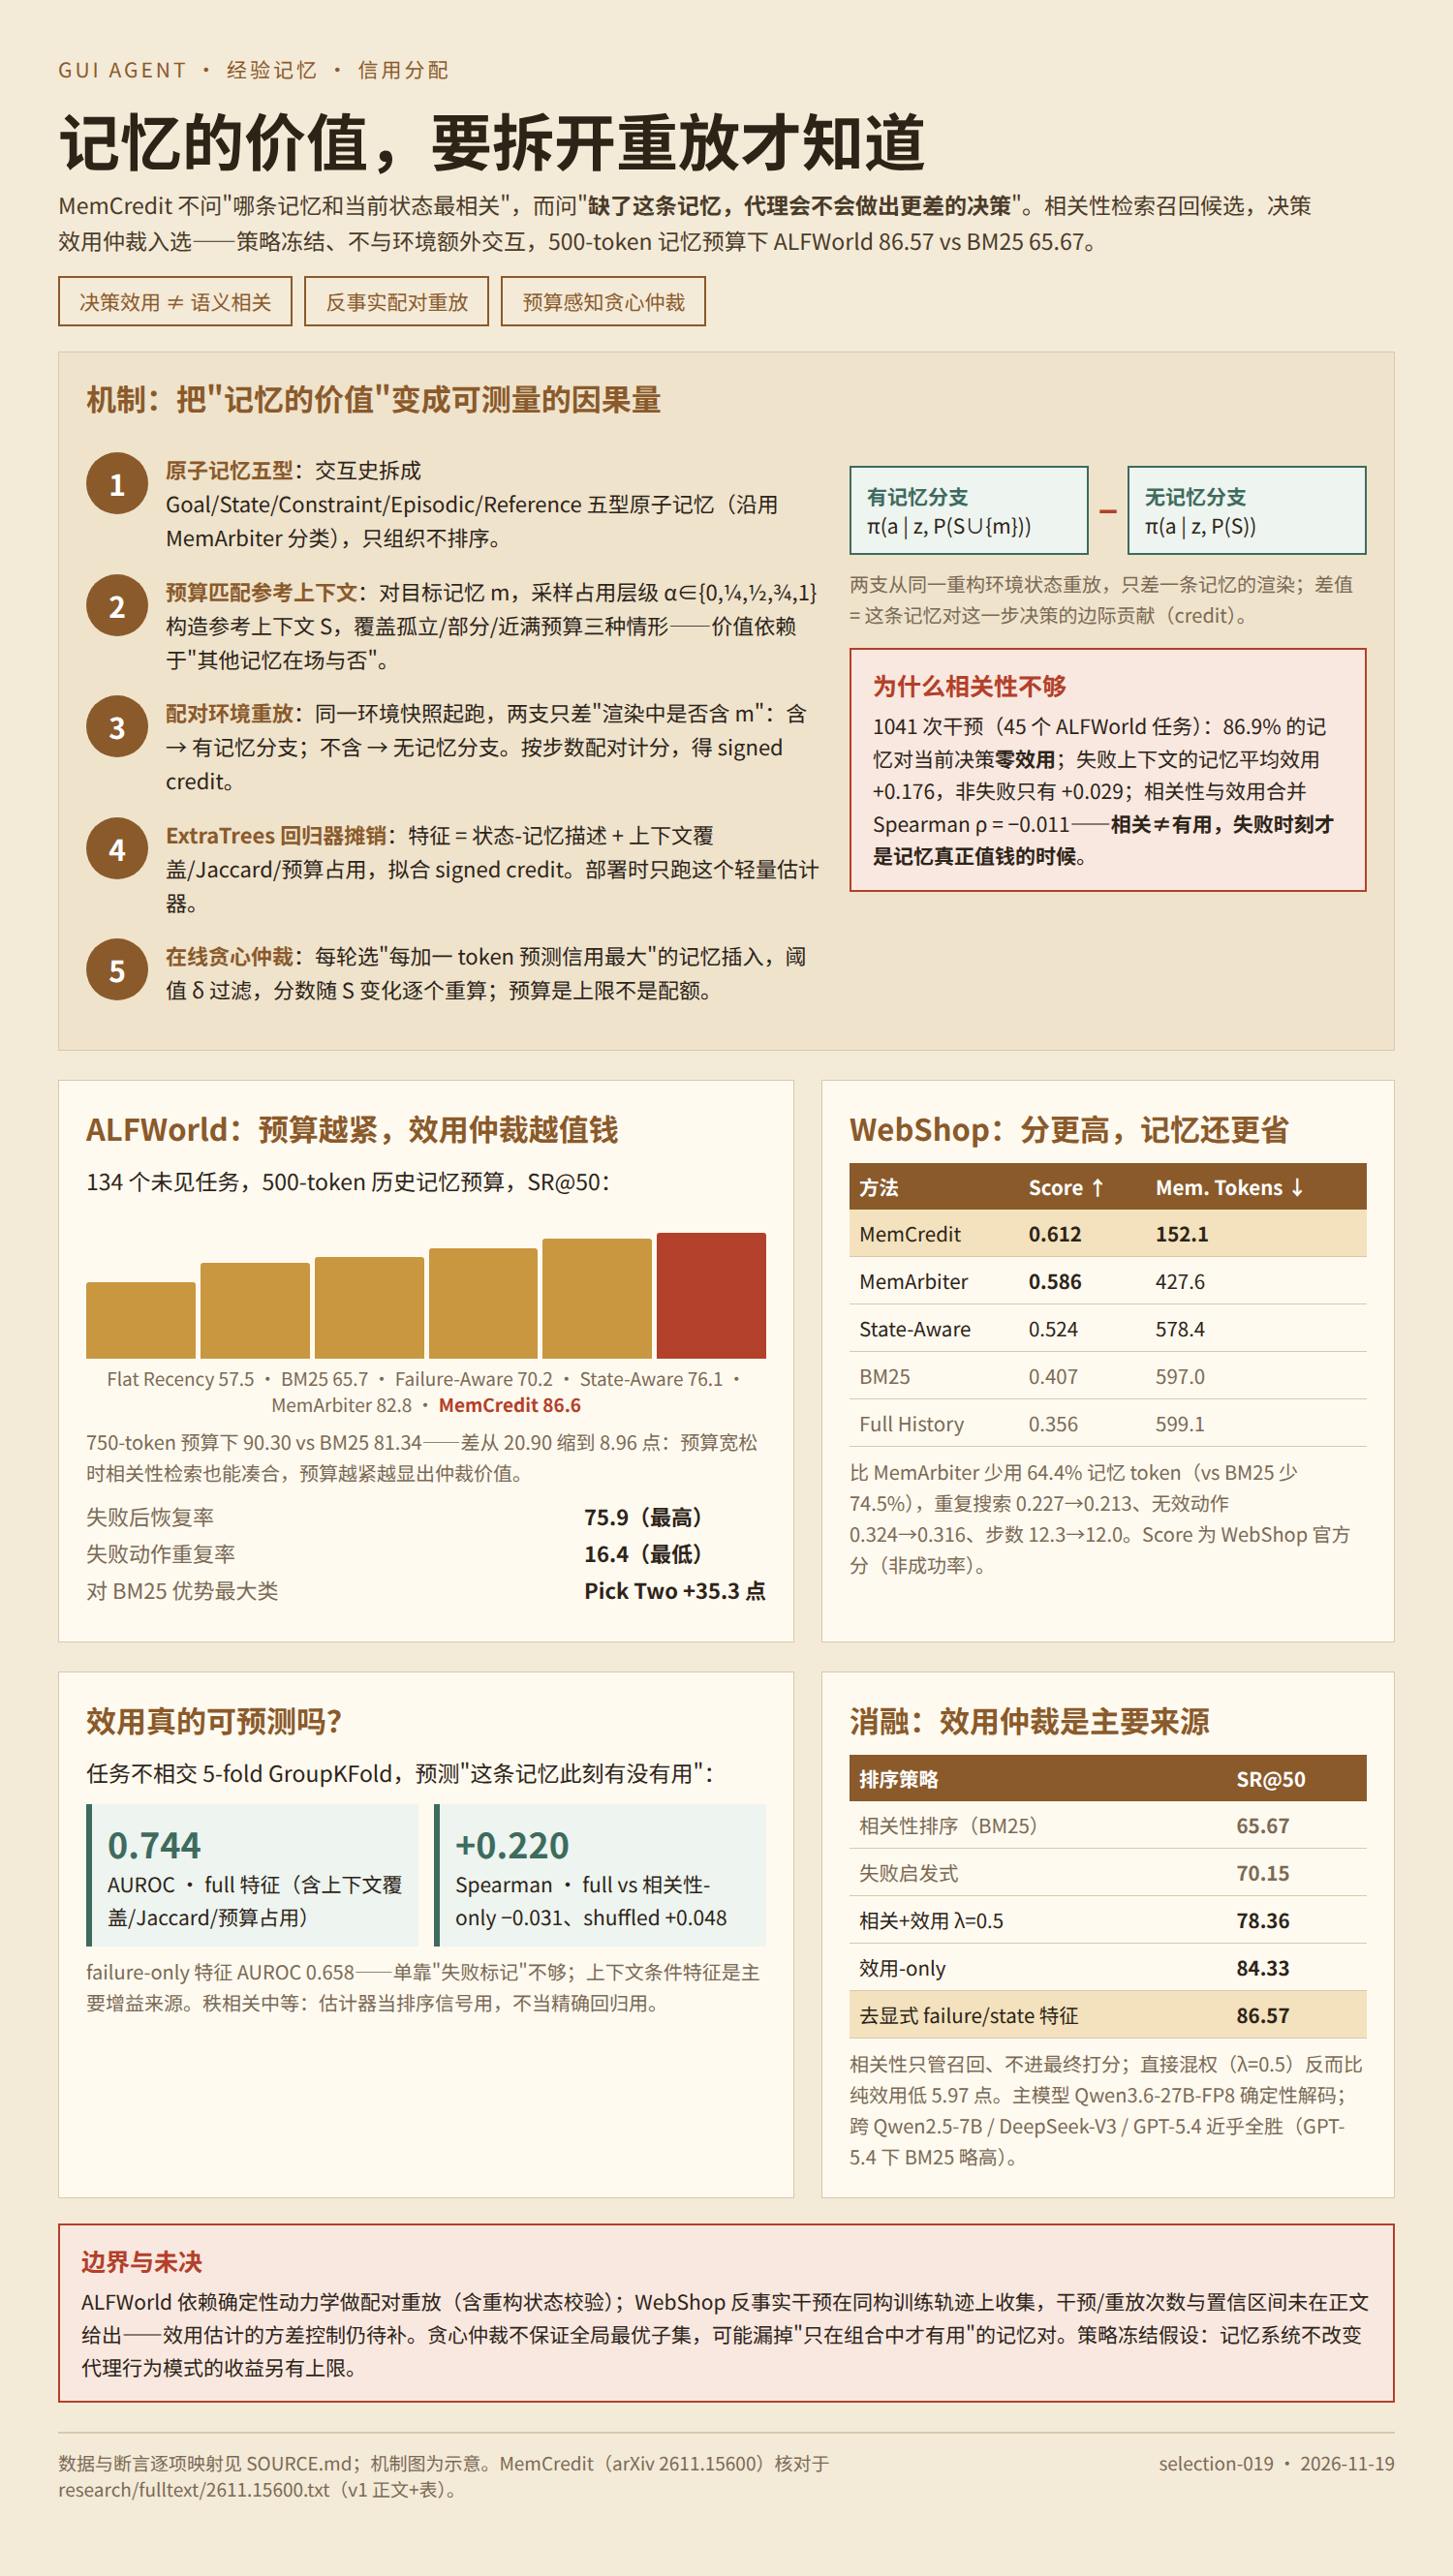 GUI AGENT · 经验记忆 · 信用分配
记忆的价值，要拆开重放才知道
MemCredit 不问"哪条记忆和当前状态最相关"，而问"缺了这条记忆，代理会不会做出更差的决策"。相关性检索召回候选，决策
效用仲裁入选——策略冻结、不与环境额外交互，500-token 记忆预算下 ALFWorld 86.57 vs BM25 65.67。
决策效用 ≠ 语义相关
反事实配对重放
预算感知贪心仲裁
机制：把"记忆的价值"变成可测量的因果量
1
原子记忆五型：交互史拆成
Goal/State/Constraint/Episodic/Reference 五型原子记忆（沿用
MemArbiter 分类），只组织不排序。
2
预算匹配参考上下文：对目标记忆 m，采样占用层级 α∈{0,¼,½,¾,1}
构造参考上下文 S，覆盖孤立/部分/近满预算三种情形——价值依赖
于"其他记忆在场与否"。
3
配对环境重放：同一环境快照起跑，两支只差"渲染中是否含 m"：含
→ 有记忆分支；不含 → 无记忆分支。按步数配对计分，得 signed
credit。
4
ExtraTrees 回归器摊销：特征 = 状态-记忆描述 + 上下文覆
盖/Jaccard/预算占用，拟合 signed credit。部署时只跑这个轻量估计
器。
5
在线贪心仲裁：每轮选"每加一 token 预测信用最大"的记忆插入，阈
值 δ 过滤，分数随 S 变化逐个重算；预算是上限不是配额。
有记忆分支
π(a | z, P(S∪{m}))
−
无记忆分支
π(a | z, P(S))
两支从同一重构环境状态重放，只差一条记忆的渲染；差值
= 这条记忆对这一步决策的边际贡献（credit）。
为什么相关性不够
1041 次干预（45 个 ALFWorld 任务）：86.9% 的记
忆对当前决策零效用；失败上下文的记忆平均效用
+0.176，非失败只有 +0.029；相关性与效用合并
Spearman ρ = −0.011——相关≠有用，失败时刻才
是记忆真正值钱的时候。
ALFWorld：预算越紧，效用仲裁越值钱
134 个未见任务，500-token 历史记忆预算，SR@50：
Flat Recency 57.5 · BM25 65.7 · Failure-Aware 70.2 · State-Aware 76.1 ·
MemArbiter 82.8 · MemCredit 86.6
750-token 预算下 90.30 vs BM25 81.34——差从 20.90 缩到 8.96 点：预算宽松
时相关性检索也能凑合，预算越紧越显出仲裁价值。
失败后恢复率 75.9（最高）
失败动作重复率 16.4（最低）
对 BM25 优势最大类 Pick Two +35.3 点
WebShop：分更高，记忆还更省
方法 Score ↑ Mem. Tokens ↓
MemCredit 0.612 152.1
MemArbiter 0.586 427.6
State-Aware 0.524 578.4
BM25 0.407 597.0
Full History 0.356 599.1
比 MemArbiter 少用 64.4% 记忆 token（vs BM25 少
74.5%），重复搜索 0.227→0.213、无效动作
0.324→0.316、步数 12.3→12.0。Score 为 WebShop 官方
分（非成功率）。
效用真的可预测吗？
任务不相交 5-fold GroupKFold，预测"这条记忆此刻有没有用"：
0.744
AUROC · full 特征（含上下文覆
盖/Jaccard/预算占用）
+0.220
Spearman · full vs 相关性-
only −0.031、shuffled +0.048
failure-only 特征 AUROC 0.658——单靠"失败标记"不够；上下文条件特征是主
要增益来源。秩相关中等：估计器当排序信号用，不当精确回归用。
消融：效用仲裁是主要来源
排序策略 SR@50
相关性排序（BM25） 65.67
失败启发式 70.15
相关+效用 λ=0.5 78.36
效用-only 84.33
去显式 failure/state 特征 86.57
相关性只管召回、不进最终打分；直接混权（λ=0.5）反而比
纯效用低 5.97 点。主模型 Qwen3.6-27B-FP8 确定性解码；
跨 Qwen2.5-7B / DeepSeek-V3 / GPT-5.4 近乎全胜（GPT-
5.4 下 BM25 略高）。
边界与未决
ALFWorld 依赖确定性动力学做配对重放（含重构状态校验）；WebShop 反事实干预在同构训练轨迹上收集，干预/重放次数与置信区间未在正文
给出——效用估计的方差控制仍待补。贪心仲裁不保证全局最优子集，可能漏掉"只在组合中才有用"的记忆对。策略冻结假设：记忆系统不改变
代理行为模式的收益另有上限。
数据与断言逐项映射见 SOURCE.md；机制图为示意。MemCredit（arXiv 2611.15600）核对于
research/fulltext/2611.15600.txt（v1 正文+表）。
selection-019 · 2026-11-19